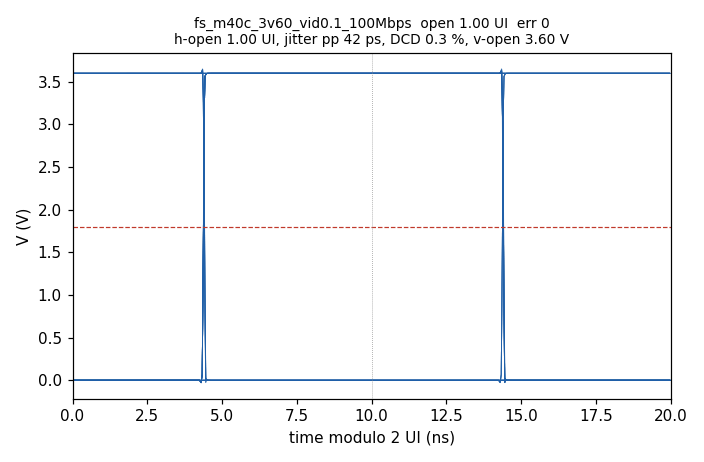 fs_m40c_3v60_vid0.1_100Mbps  open 1.00 UI  err 0
h-open 1.00 UI, jitter pp 42 ps, DCD 0.3 %, v-open 3.60 V
3.5
3.0
2.5
2.0
1.5
1.0
0.5
0.0
V (V)
0.0 2.5 5.0 7.5 10.0 12.5 15.0 17.5 20.0
time modulo 2 UI (ns)